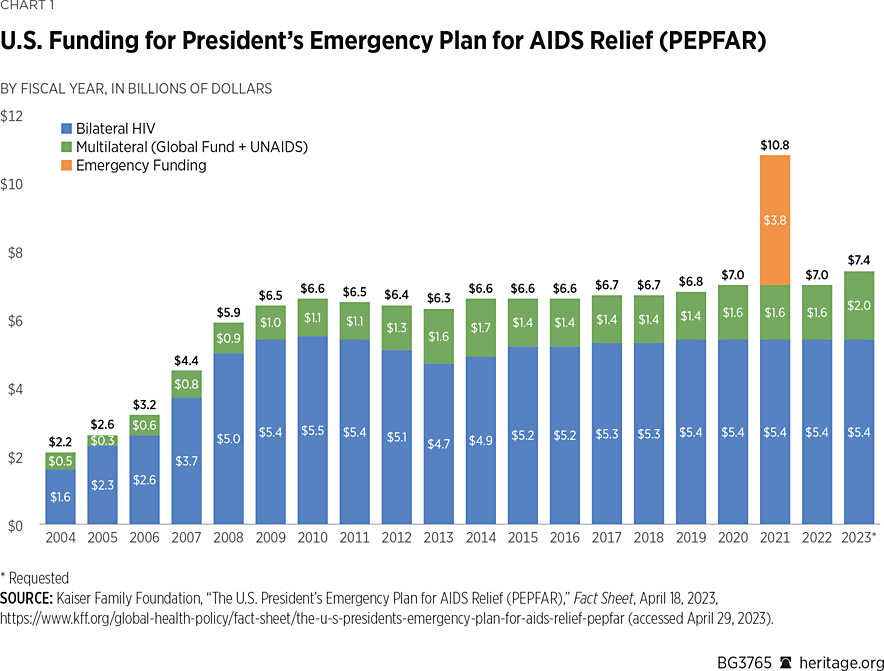 CHART 1
U.S. Funding for President’s Emergency Plan for AIDS Relief (PEPFAR)
BY FISCAL YEAR, IN BILLIONS OF DOLLARS
$12
$10
$8
$6
$4
$2
$0
Bilateral HIV
Multilateral (Global Fund + UNAIDS)
Emergency Funding
$2.2 $2.6 $3.2 $4.4 $5.9 $6.5 $6.6 $6.5 $6.4 $6.3 $6.6 $6.6 $6.6 $6.7 $6.7 $6.8 $7.0 $10.8 $7.0 $7.4
$3.8
$0.5 $0.3 $0.6 $0.8 $0.9 $1.0 $1.1 $1.1 $1.3 $1.6 $1.7 $1.4 $1.4 $1.4 $1.4 $1.4 $1.6 $1.6 $1.6 $2.0
$1.6 $2.3 $2.6 $3.7 $5.0 $5.4 $5.5 $5.4 $5.1 $4.7 $4.9 $5.2 $5.2 $5.3 $5.3 $5.4 $5.4 $5.4 $5.4 $5.4
2004 2005 2006 2007 2008 2009 2010 2011 2012 2013 2014 2015 2016 2017 2018 2019 2020 2021 2022 2023*
* Requested
SOURCE: Kaiser Family Foundation, “The U.S. President’s Emergency Plan for AIDS Relief (PEPFAR),” Fact Sheet, April 18, 2023,
https://www.kff.org/global-health-policy/fact-sheet/the-u-s-presidents-emergency-plan-for-aids-relief-pepfar (accessed April 29, 2023).
BG3765 heritage.org